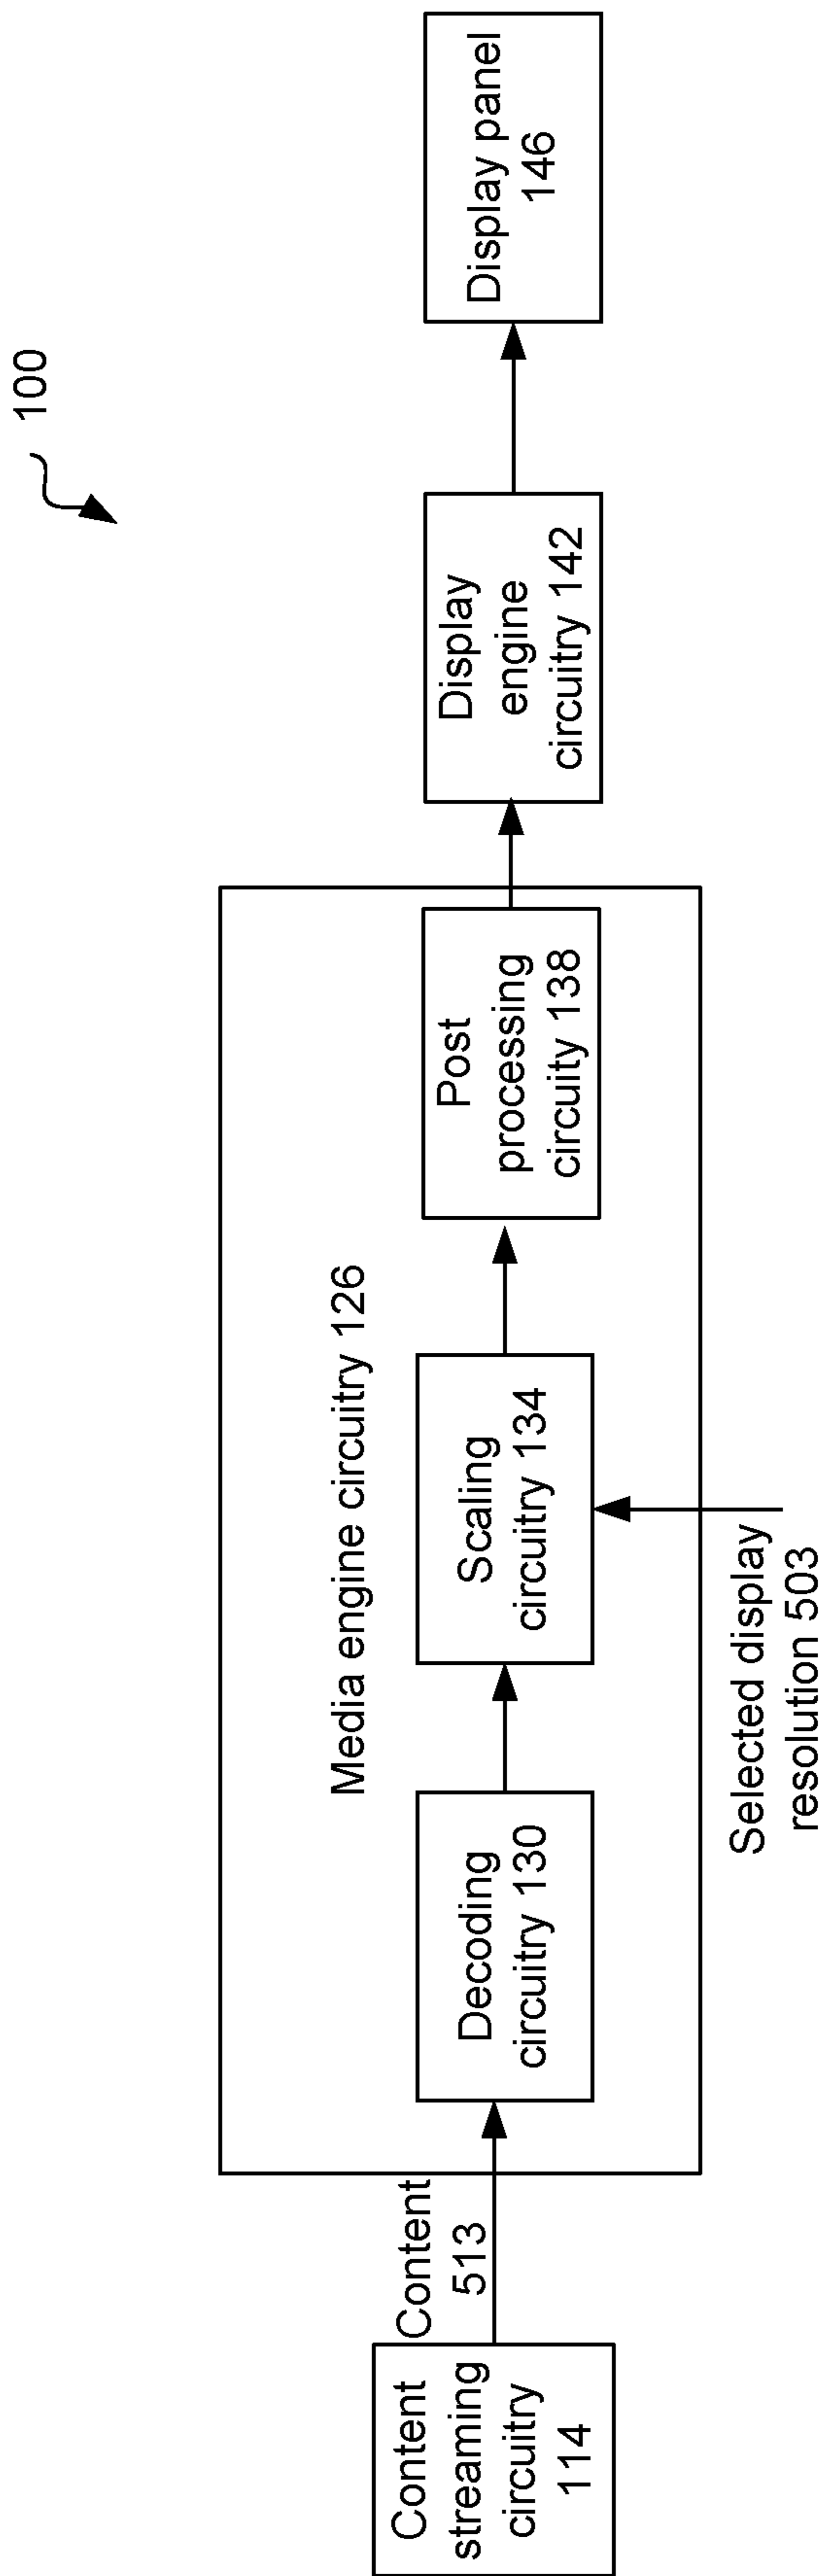 100
Content
streaming
circuitry
114
Content
513
Media engine circuitry 126
Decoding
circuitry 130
Scaling
circuitry 134
Post
processing
circuity 138
Selected display
resolution 503
Display
engine
circuitry 142
Display panel
146